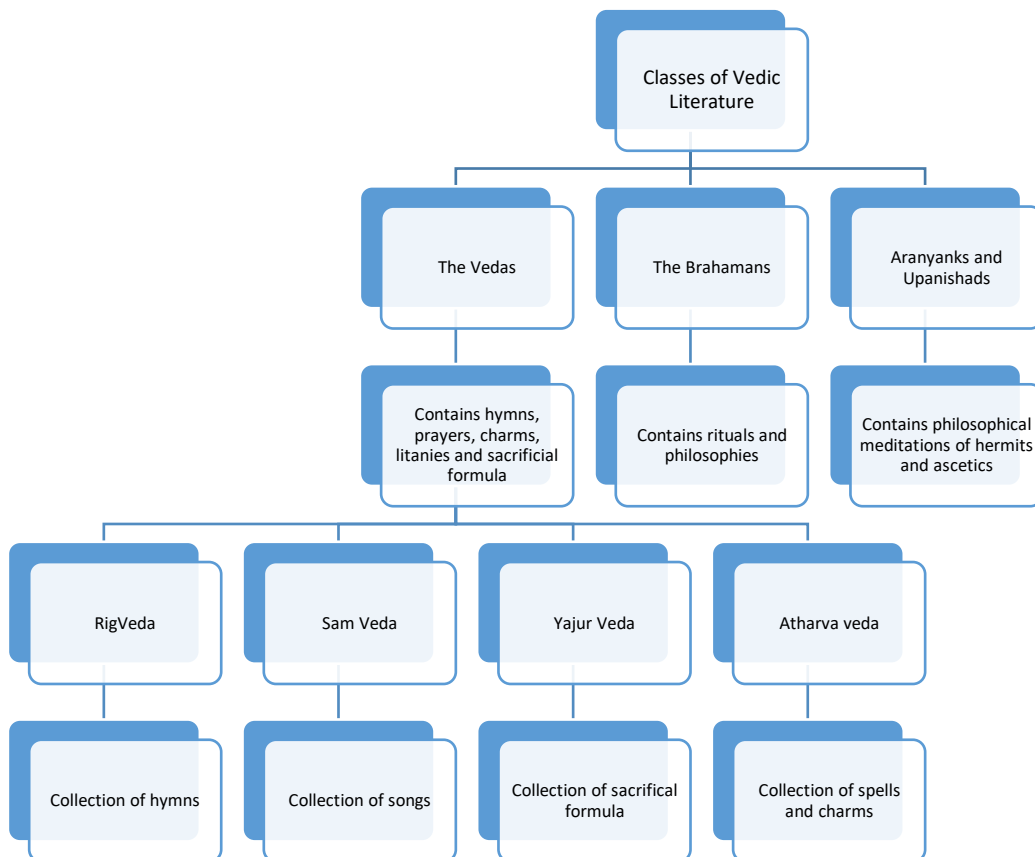 Classes of Vedic
Literature
The Vedas
The Brahamans
Aranyanks and
Upanishads
Contains hymns,
prayers, charms,
litanies and sacrificial
formula
Contains rituals and
philosophies
Contains philosophical
meditations of hermits
and ascetics
RigVeda
Sam Veda
Yajur Veda
Atharva veda
Collection of hymns
Collection of songs
Collection of sacrifical
formula
Collection of spells
and charms